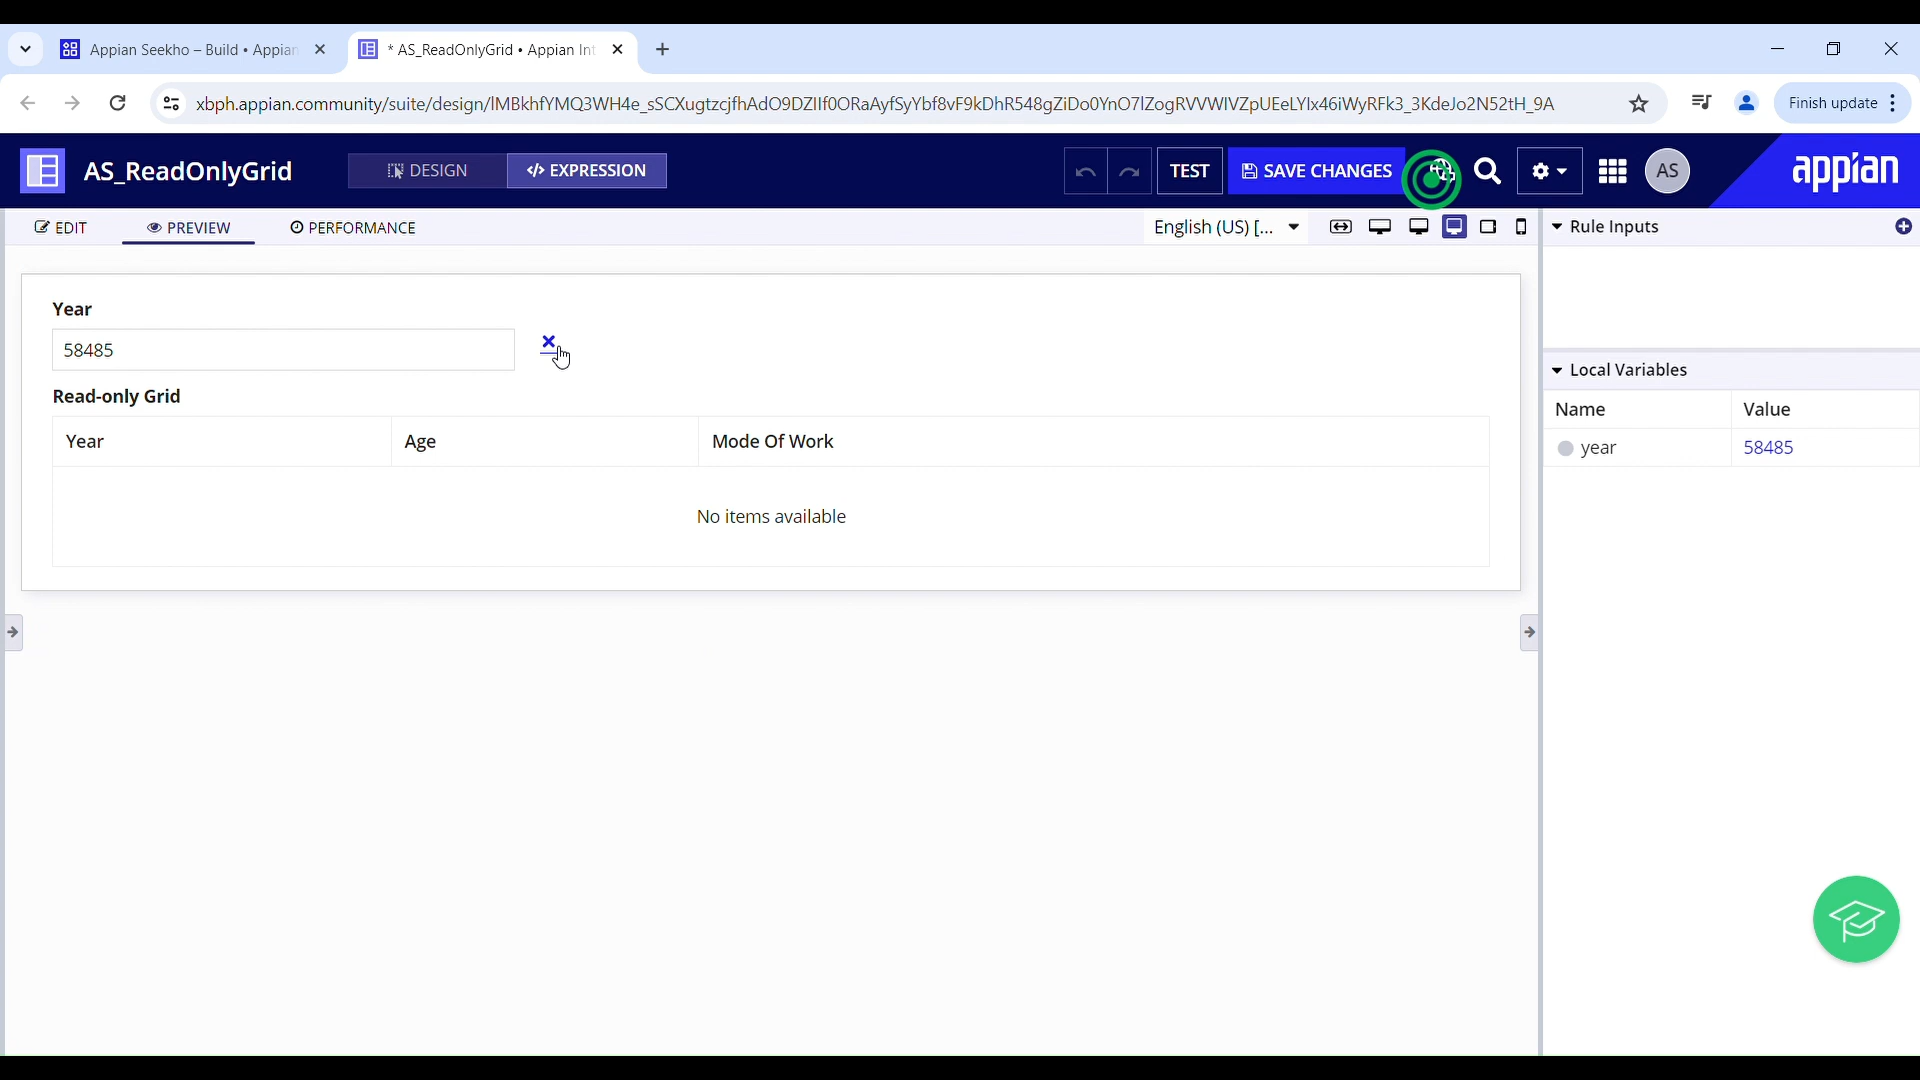 Appian Seekho – Build • Appian
* AS_ReadOnlyGrid • Appian Int
xbph.appian.community/suite/design/IMBkhfYMQ3WH4e_sSCXugtzcjfhAdO9DZIIf0ORaAyfSyYbf8vF9kDhR548gZiDo0YnO7lZogRVVWIVZpUEeLYlx46iWyRFk3_3KdeJo2N52tH_9A
Finish update
AS_ReadOnlyGrid
DESIGN
</> EXPRESSION
TEST
SAVE CHANGES
AS
appian
EDIT
PREVIEW
PERFORMANCE
English (US) [...
Rule Inputs
Year
58485
Read-only Grid
Year Age Mode Of Work
No items available
Local Variables
Name Value
year 58485